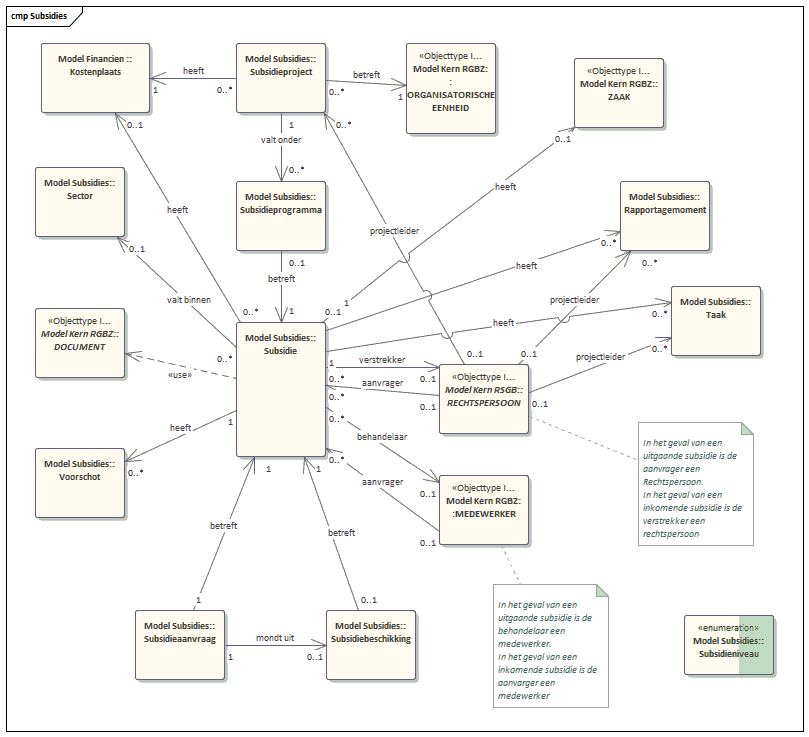 cmp Subsidies
Model Financien ::
Kostenplaats
heeft
1
0..*
Model Subsidies::
Subsidieproject
betreft
0..*
1
«Objecttype I...
Model Kern RGBZ:
:
ORGANISATORISCHE
EENHEID
«Objecttype I...
Model Kern RGBZ::
ZAAK
0..1
0..1
1
valt onder
0..*
0..*
Model Subsidies::
Sector
0..1
heeft
Model Subsidies::
Subsidieprogramma
0..1
betreft
1
projectleider
heeft
Model Subsidies::
Rapportagemoment
0..*
0..*
heeft
valt binnen
0..*
0..1
1
projectleider
Model Subsidies::
Taak
0..*
0..*
heeft
«Objecttype I...
Model Kern RGBZ::
DOCUMENT
«use»
0..*
Model Subsidies::
Subsidie
1
verstrekker
0..*
0..1
aanvrager
0..*
0..1
0..1
0..1
projectleider
0..1
«Objecttype I...
Model Kern RSGB::
RECHTSPERSOON
heeft
1
0..*
Model Subsidies::
Voorschot
0..*
behandelaar
0..1
aanvrager
0..*
0..1
«Objecttype I...
Model Kern RGBZ:
:MEDEWERKER
In het geval van een
uitgaande subsidie is de
aanvrager een
Rechtspersoon.
In het geval van een
inkomende subsidie is de
verstrekker een
rechtspersoon
1
1
betreft
betreft
1
0..1
Model Subsidies::
Subsidieaanvraag
mondt uit
1
0..1
Model Subsidies::
Subsidiebeschikking
In het geval van een
uitgaande subsidie is de
behandelaar een
medewerker.
In het geval van een
inkomende subsidie is de
aanvarger een
medewerker
«enumeration»
Model Subsidies::
Subsidieniveau